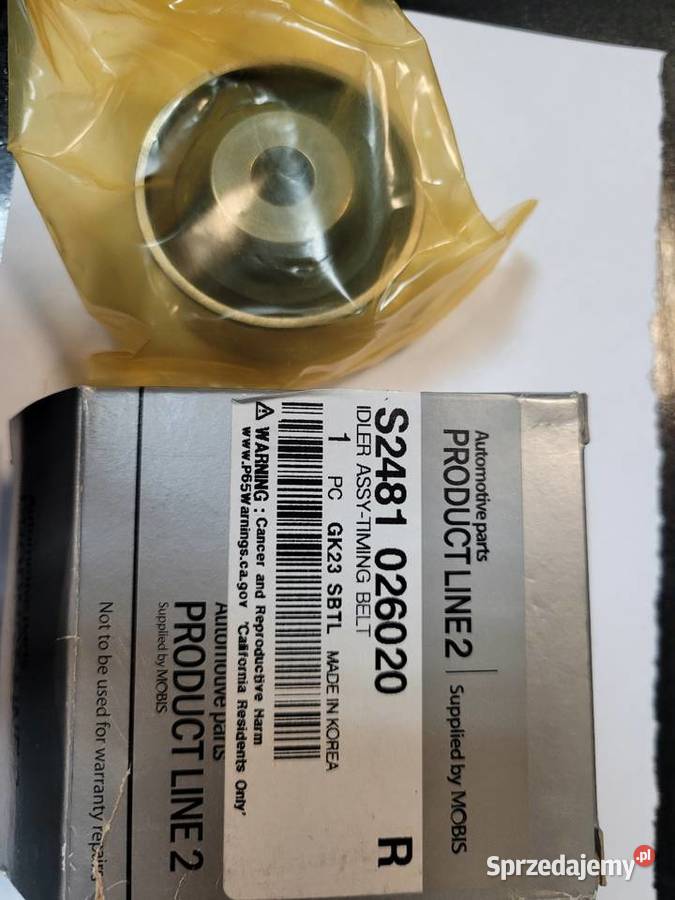 Automotive parts
PRODUCT LINE 2 | Supplied by MOBIS
S2481 026020 R
IDLER ASSY-TIMING BELT
1 PC GK23 SBTL MADE IN KOREA
WARNING : Cancer and Reproductive Harm
www.P65Warnings.ca.gov 'California Residents Only'
Automotive parts
PRODUCT LINE 2
Supplied by MOBIS
Not to be used for warranty repairs
Sprzedajemy.pl